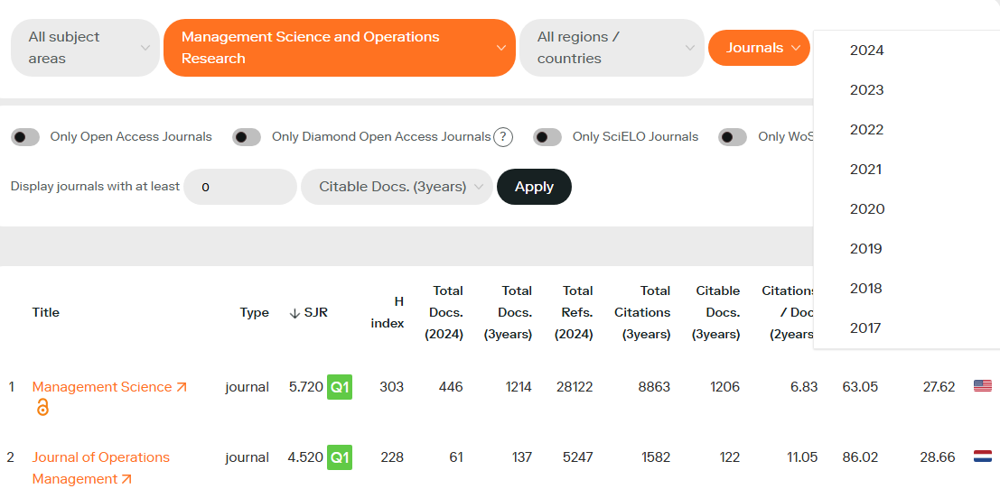 All subject
areas
Management Science and Operations
Research
All regions /
countries
Journals
2024
2023
2022
2021
2020
2019
2018
2017
Only Open Access Journals
Only Diamond Open Access Journals ?
Only SciELO Journals
Only WoS
Display journals with at least
0
Citable Docs. (3years)
Apply
Title
Type
SJR
H
index
Total
Docs.
(2024)
Total
Docs.
(3years)
Total
Refs.
(2024)
Total
Citations
(3years)
Citable
Docs.
(3years)
Citations
/ Doc
(2years
1 Management Science journal 5.720 Q1 303 446 1214 28122 8863 1206 6.83 63.05 27.62
2 Journal of Operations journal 4.520 Q1 228 61 137 5247 1582 122 11.05 86.02 28.66
Management